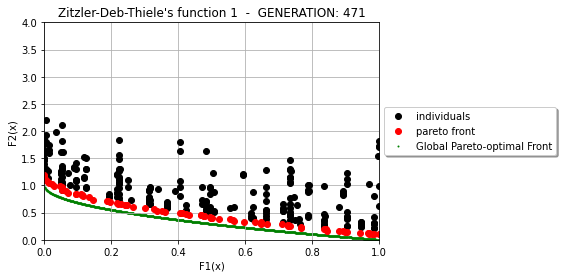 Zitzler-Deb-Thiele's function 1 - GENERATION: 471
4.0
3.5
3.0
2.5
2.0
1.5
1.0
0.5
0.0
F2(x)
0.0 0.2 0.4 0.6 0.8 1.0
F1(x)
individuals
pareto front
Global Pareto-optimal Front